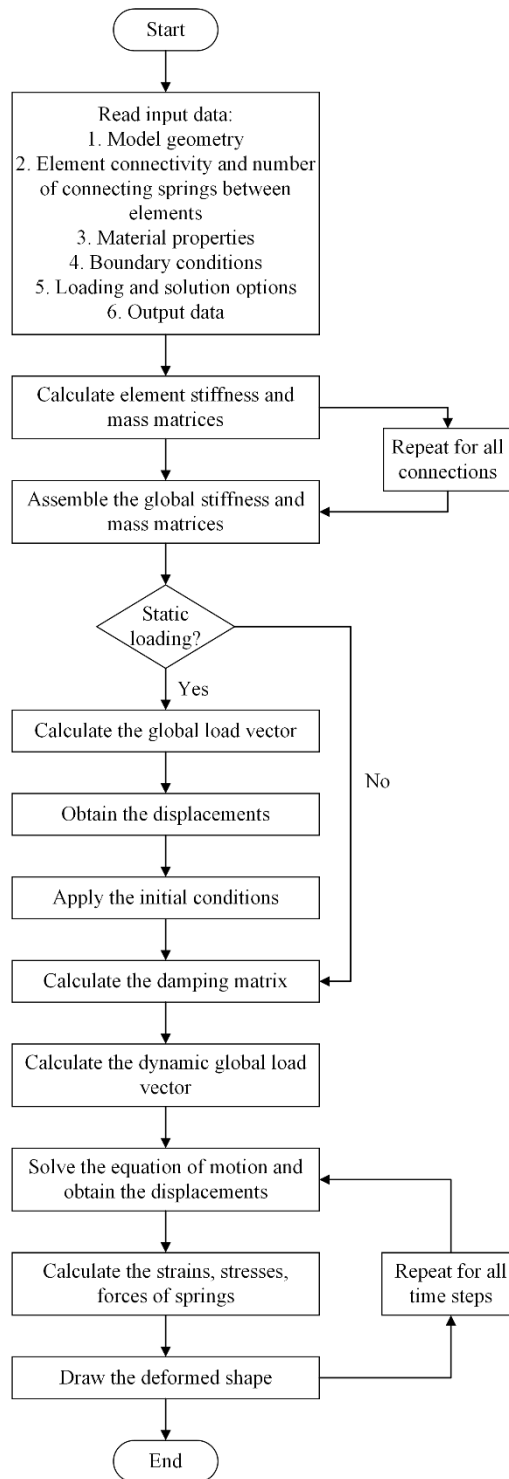 Start
Read input data:
1. Model geometry
2. Element connectivity and number
of connecting springs between
elements
3. Material properties
4. Boundary conditions
5. Loading and solution options
6. Output data
Calculate element stiffness and
mass matrices
Repeat for all
connections
Assemble the global stiffness and
mass matrices
Static
loading?
Yes
Calculate the global load vector
No
Obtain the displacements
Apply the initial conditions
Calculate the damping matrix
Calculate the dynamic global load
vector
Solve the equation of motion and
obtain the displacements
Calculate the strains, stresses,
forces of springs
Repeat for all
time steps
Draw the deformed shape
End